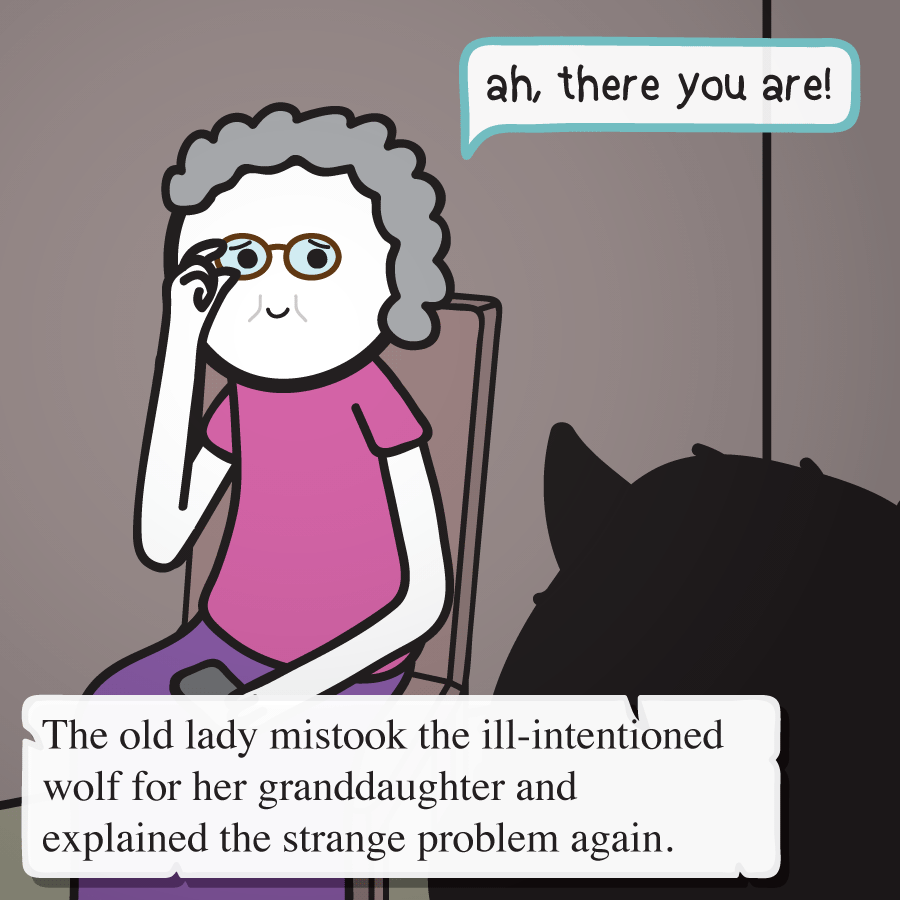 ah, there you are!
The old lady mistook the ill-intentioned
wolf for her granddaughter and
explained the strange problem again.